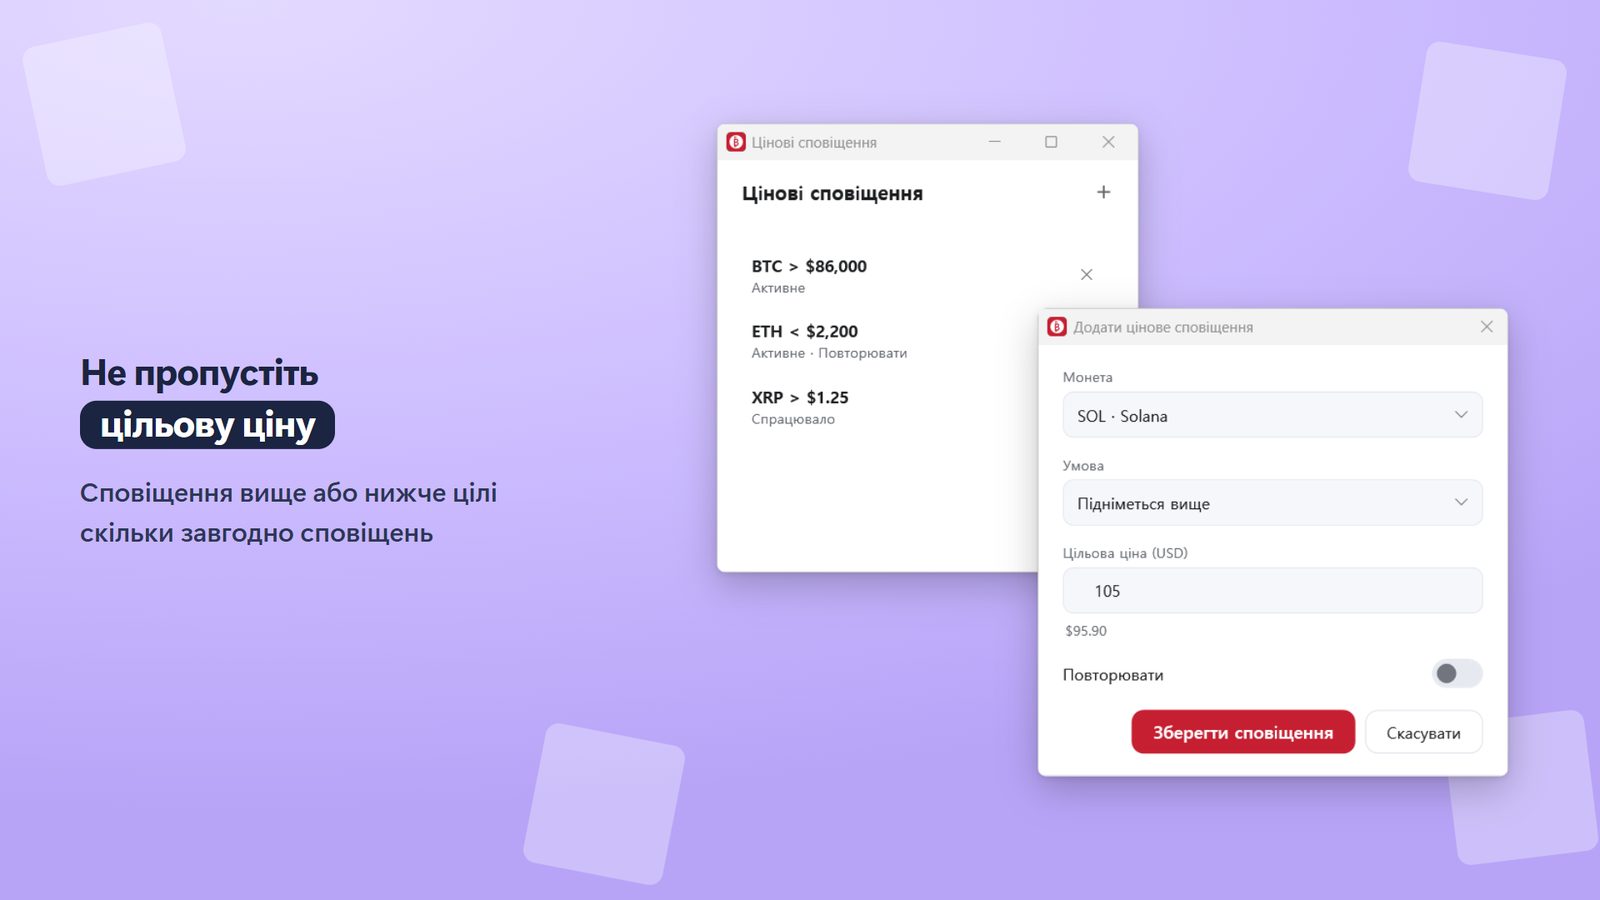 Не пропустіть
цільову ціну
Сповіщення вище або нижче цілі
скільки завгодно сповіщень
Цінові сповіщення
Цінові сповіщення
BTC > $86,000
Активне
ETH < $2,200
Активне · Повторювати
XRP > $1.25
Спрацювало
Додати цінове сповіщення
Монета
SOL · Solana
Умова
Підніметься вище
Цільова ціна (USD)
105
$95.90
Повторювати
Зберегти сповіщення
Скасувати